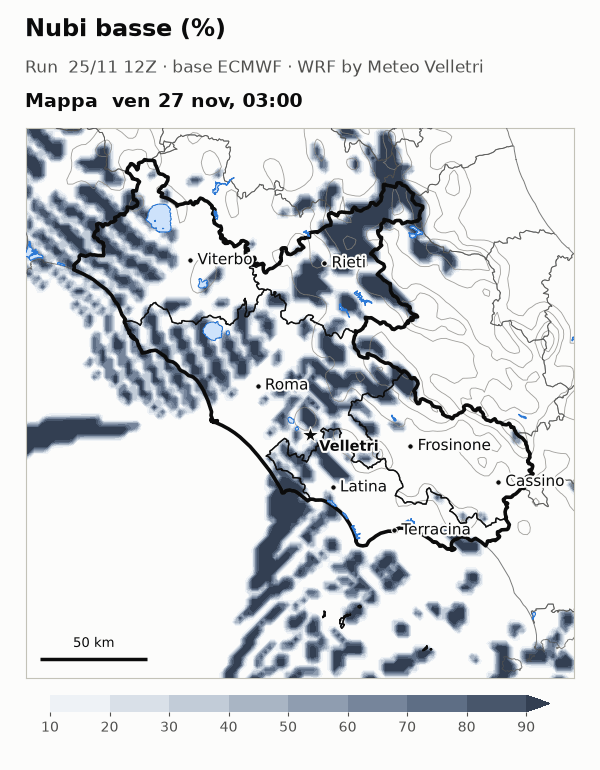 Nubi basse (%)
Run  25/11 12Z · base ECMWF · WRF by Meteo Velletri
Mappa  ven 27 nov, 03:00
Viterbo
Rieti
Roma
Velletri
Frosinone
Cassino
Latina
Terracina
50 km
10 20 30 40 50 60 70 80 90